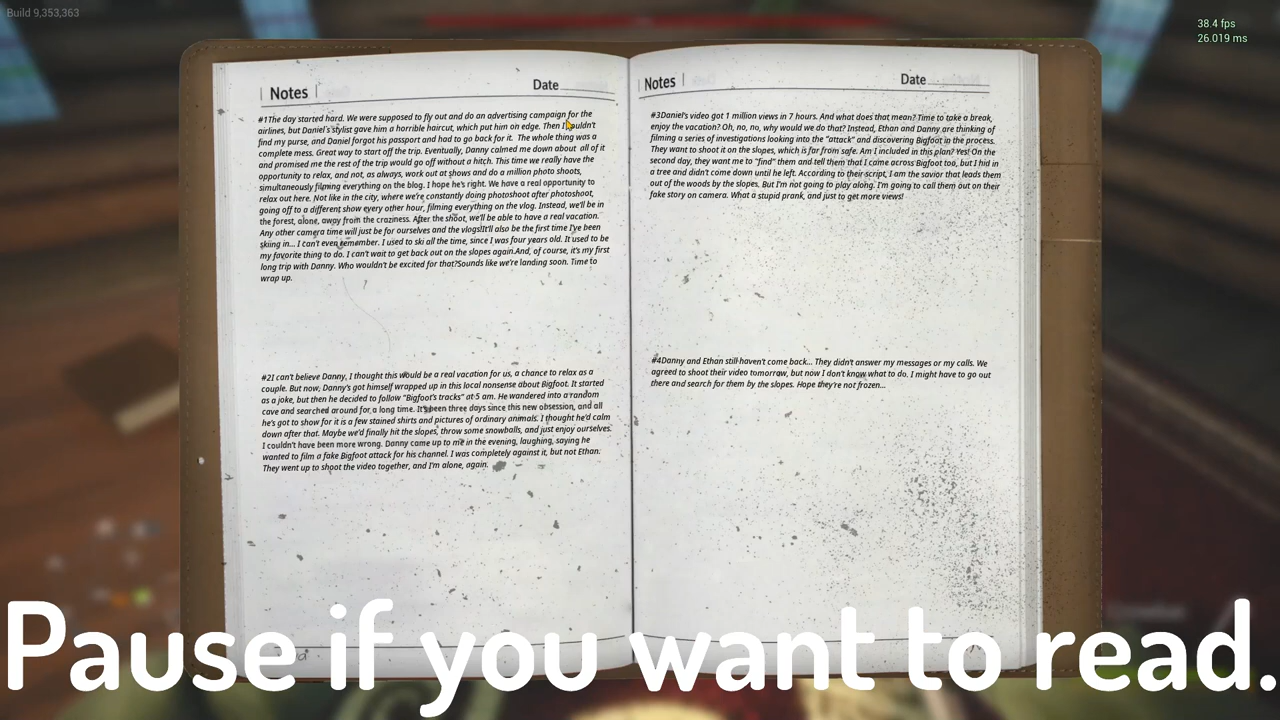 Build 9,353,363
38.4 fps
26.019 ms
Notes
Date
#1The day started hard. We were supposed to fly out and do an advertising campaign for the
airlines, but Daniel's stylist gave him a horrible haircut, which put him on edge. Then I couldn't
find my purse, and Daniel forgot his passport and had to go back for it. The whole thing was a
complete mess. Great way to start off the trip. Eventually, Danny calmed me down about all of it
and promised me the rest of the trip would go off without a hitch. This time we really have the
opportunity to relax, and not, as always, work out at shows and do a million photo shoots,
simultaneously filming everything on the blog. I hope he's right. We have a real opportunity to
relax out here. Not like in the city, where we're constantly doing photoshoot after photoshoot,
going off to a different show every other hour, filming everything on the vlog. Instead, we'll be in
the forest, alone, away from the craziness. After the shoot, we'll be able to have a real vacation.
Any other camera time will just be for ourselves and the vlogs!It'll also be the first time I've been
skiing in... I can't even remember. I used to ski all the time, since I was four years old. It used to be
my favorite thing to do. I can't wait to get back out on the slopes again.And, of course, it's my first
long trip with Danny. Who wouldn't be excited for that?Sounds like we're landing soon. Time to
wrap up.
#2I can't believe Danny, I thought this would be a real vacation for us, a chance to relax as a
couple. But now, Danny's got himself wrapped up in this local nonsense about Bigfoot. It started
as a joke, but then he decided to follow "Bigfoot's tracks" at 5 am. He wandered into a random
cave and searched around for a long time. It's been three days since this new obsession, and all
he's got to show for it is a few stained shirts and pictures of ordinary animals. I thought he'd calm
down after that. Maybe we'd finally hit the slopes, throw some snowballs, and just enjoy ourselves.
I couldn't have been more wrong. Danny came up to me in the evening, laughing, saying he
wanted to film a fake Bigfoot attack for his channel. I was completely against it, but not Ethan.
They went up to shoot the video together, and I'm alone, again.
Notes
Date
#3Daniel's video got 1 million views in 7 hours. And what does that mean? Time to take a break,
enjoy the vacation? Oh, no, no, why would we do that? Instead, Ethan and Danny are thinking of
filming a series of investigations looking into the "attack" and discovering Bigfoot in the process.
They want to shoot it on the slopes, which is far from safe. Am I included in this plan? Yes! On the
second day, they want me to "find" them and tell them that I came across Bigfoot too, but I hid in
a tree and didn't come down until he left. According to their script, I am the savior that leads them
out of the woods by the slopes. But I'm not going to play along. I'm going to call them out on their
fake story on camera. What a stupid prank, and just to get more views!
#4Danny and Ethan still haven't come back... They didn't answer my messages or my calls. We
agreed to shoot their video tomorrow, but now I don't know what to do. I might have to go out
there and search for them by the slopes. Hope they're not frozen...
Pause if you want to read.